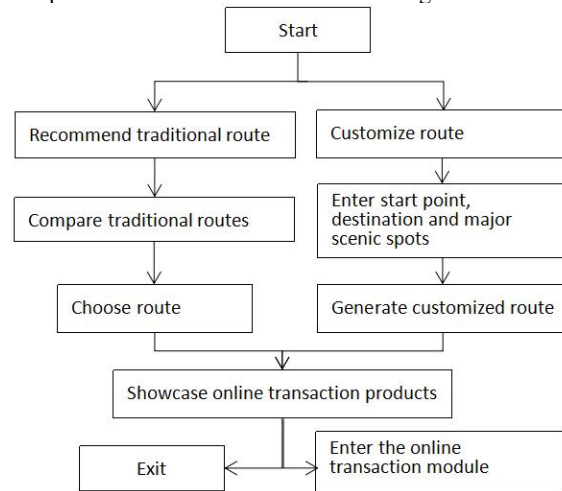 Start
Recommend traditional route
Customize route
Compare traditional routes
Enter start point,
destination and major
scenic spots
Choose route
Generate customized route
Showcase online transaction products
Exit
Enter the online
transaction module